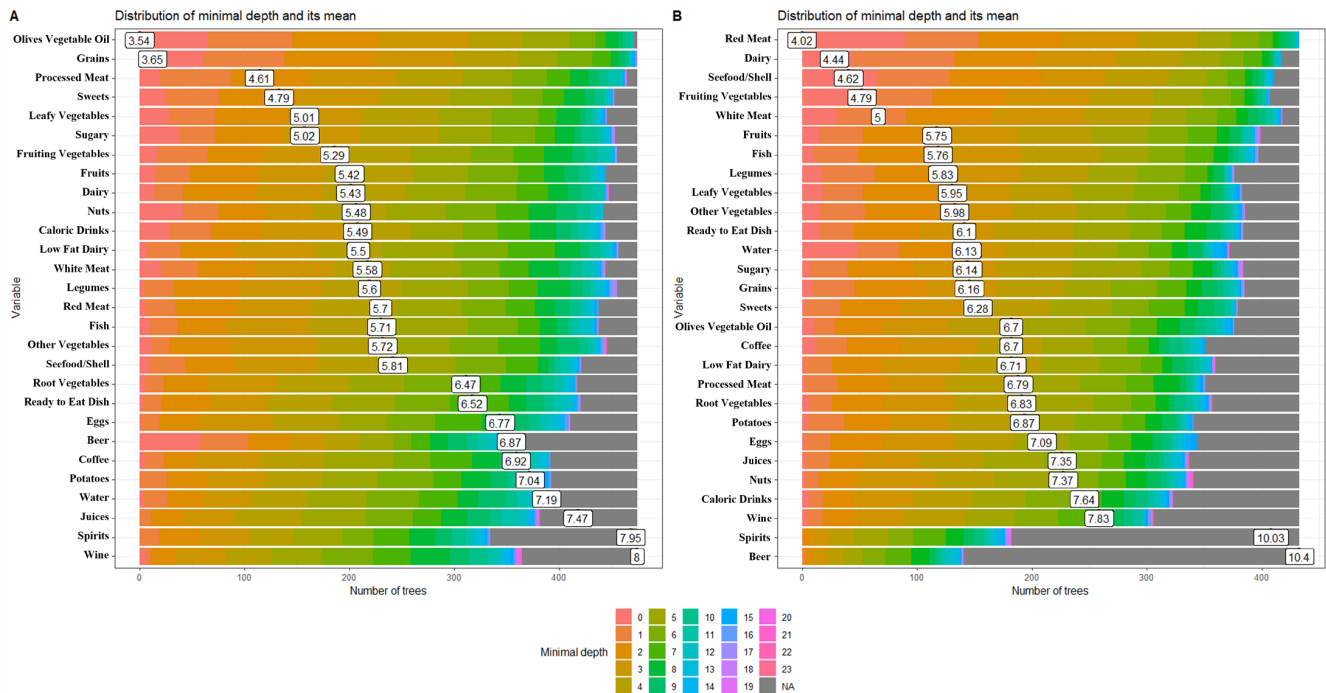 A
Distribution of minimal depth and its mean
Olives Vegetable Oil 3.54
Grains 3.65
Processed Meat 4.61
Sweets 4.79
Leafy Vegetables 5.01
Sugary 5.02
Fruiting Vegetables 5.29
Fruits 5.42
Dairy 5.43
Nuts 5.48
Caloric Drinks 5.49
Low Fat Dairy 5.5
White Meat 5.58
Legumes 5.6
Red Meat 5.7
Fish 5.71
Other Vegetables 5.72
Seefood/Shell 5.81
Root Vegetables 6.47
Ready to Eat Dish 6.52
Eggs 6.77
Beer 6.87
Coffee 6.92
Potatoes 7.04
Water 7.19
Juices 7.47
Spirits 7.95
Wine 8
Variable
0 100 200 300 400
Number of trees
B
Distribution of minimal depth and its mean
Red Meat 4.02
Dairy 4.44
Seefood/Shell 4.62
Fruiting Vegetables 4.79
White Meat 5
Fruits 5.75
Fish 5.76
Legumes 5.83
Leafy Vegetables 5.95
Other Vegetables 5.98
Ready to Eat Dish 6.1
Water 6.13
Sugary 6.14
Grains 6.16
Sweets 6.28
Olives Vegetable Oil 6.7
Coffee 6.7
Low Fat Dairy 6.71
Processed Meat 6.79
Root Vegetables 6.83
Potatoes 6.87
Eggs 7.09
Juices 7.35
Nuts 7.37
Caloric Drinks 7.64
Wine 7.83
Spirits 10.03
Beer 10.4
Variable
0 100 200 300 400
Number of trees
Minimal depth
0 5 10 15 20
1 6 11 16 21
2 7 12 17 22
3 8 13 18 23
4 9 14 19 NA